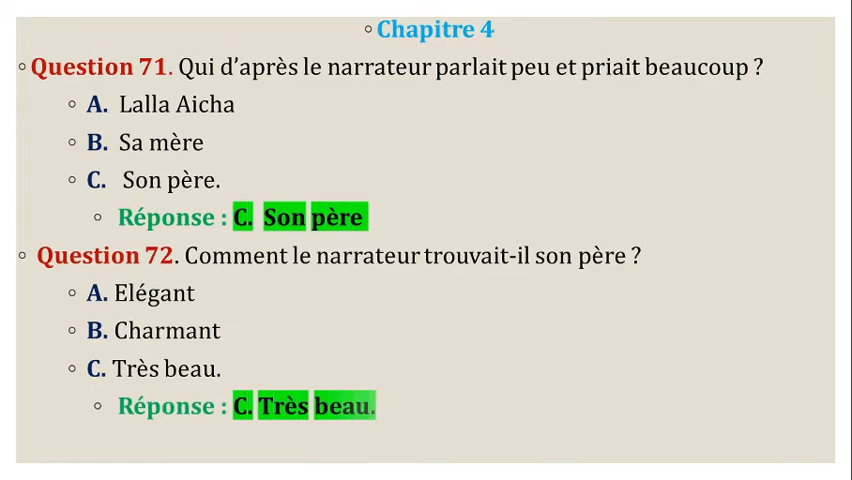 Chapitre 4
Question 71. Qui d’après le narrateur parlait peu et priait beaucoup ?
A. Lalla Aicha
B. Sa mère
C. Son père.
Réponse : C. Son père
Question 72. Comment le narrateur trouvait-il son père ?
A. Elégant
B. Charmant
C. Très beau.
Réponse : C. Très beau.